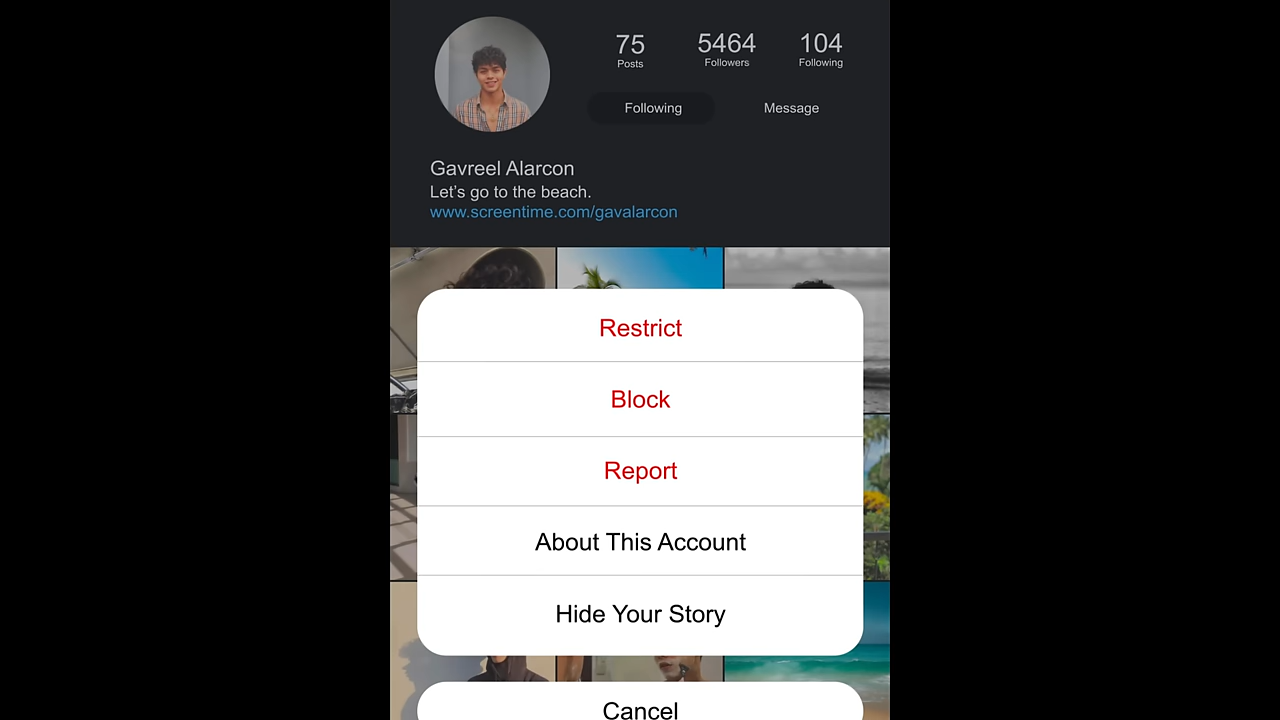 75 5464 104
Posts Followers Following
Following Message
Gavreel Alarcon
Let's go to the beach.
www.screentime.com/gavalarcon
Restrict
Block
Report
About This Account
Hide Your Story
Cancel